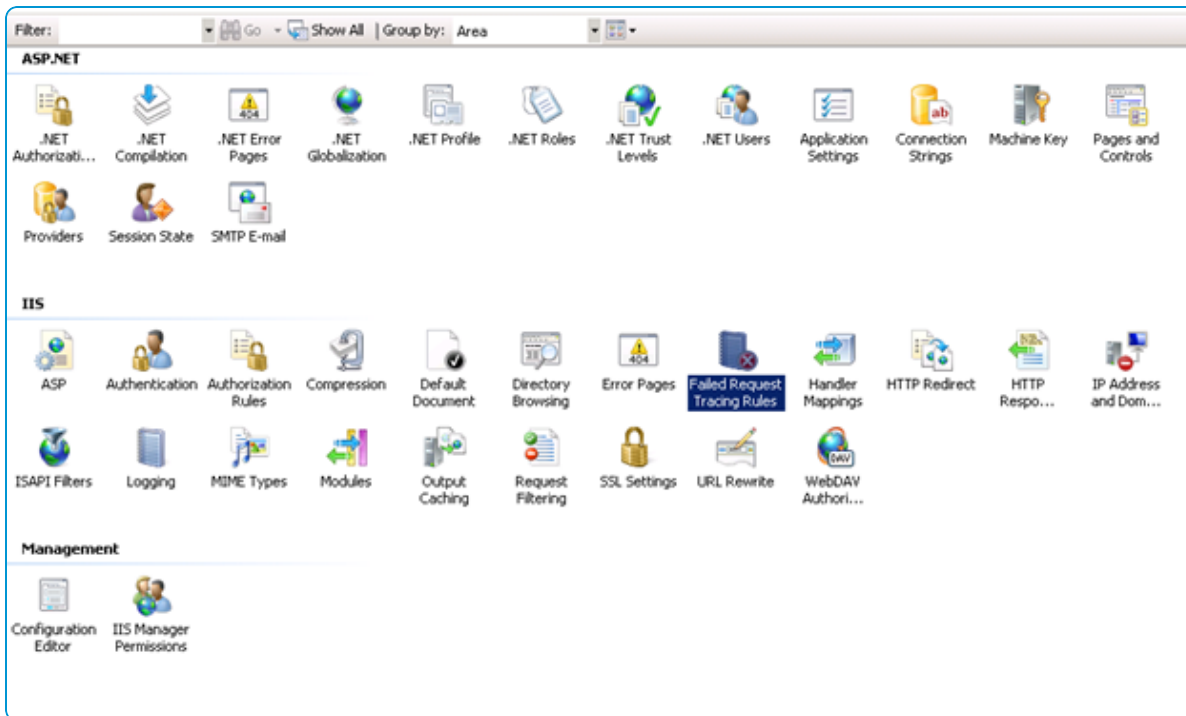 Filter: Go Show All Group by: Area
ASP.NET
.NET Authorizati... .NET Compilation .NET Error Pages .NET Globalization .NET Profile .NET Roles .NET Trust Levels .NET Users Application Settings Connection Strings Machine Key Pages and Controls
Providers Session State SMTP E-mail
IIS
ASP Authentication Authorization Rules Compression Default Document Directory Browsing Error Pages Failed Request Tracing Rules Handler Mappings HTTP Redirect HTTP Respo... IP Address and Dom...
ISAPI Filters Logging MIME Types Modules Output Caching Request Filtering SSL Settings URL Rewrite WebDAV Authori...
Management
Configuration Editor IIS Manager Permissions